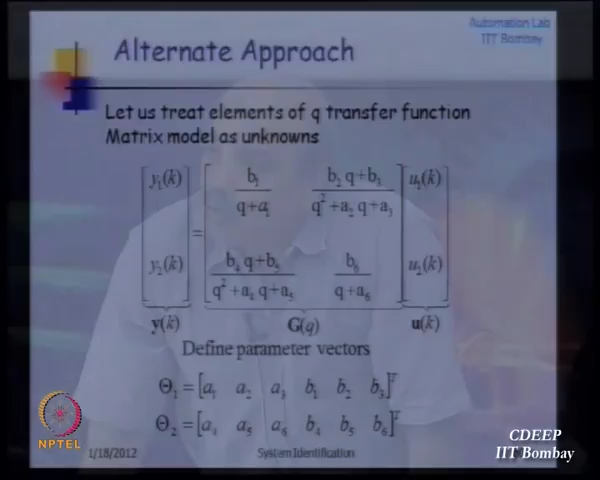 Automation Lab
IIT Bombay
Alternate Approach
Let us treat elements of q transfer function
Matrix model as unknowns
[y₁(k) y₂(k)] = [b₁/(q+a₁) (b₂ q+b₃)/(q²+a₂ q+a₃)
(b₄ q+b₅)/(q²+a₄ q+a₅) b₆/(q+a₆)] [u₁(k) u₂(k)]
y(k) G(q) u(k)
Define parameter vectors
Θ₁ = [a₁ a₂ a₃ b₁ b₂ b₃]ᵀ
Θ₂ = [a₄ a₅ a₆ b₄ b₅ b₆]ᵀ
NPTEL
1/18/2012
System Identification
CDEEP
IIT Bombay